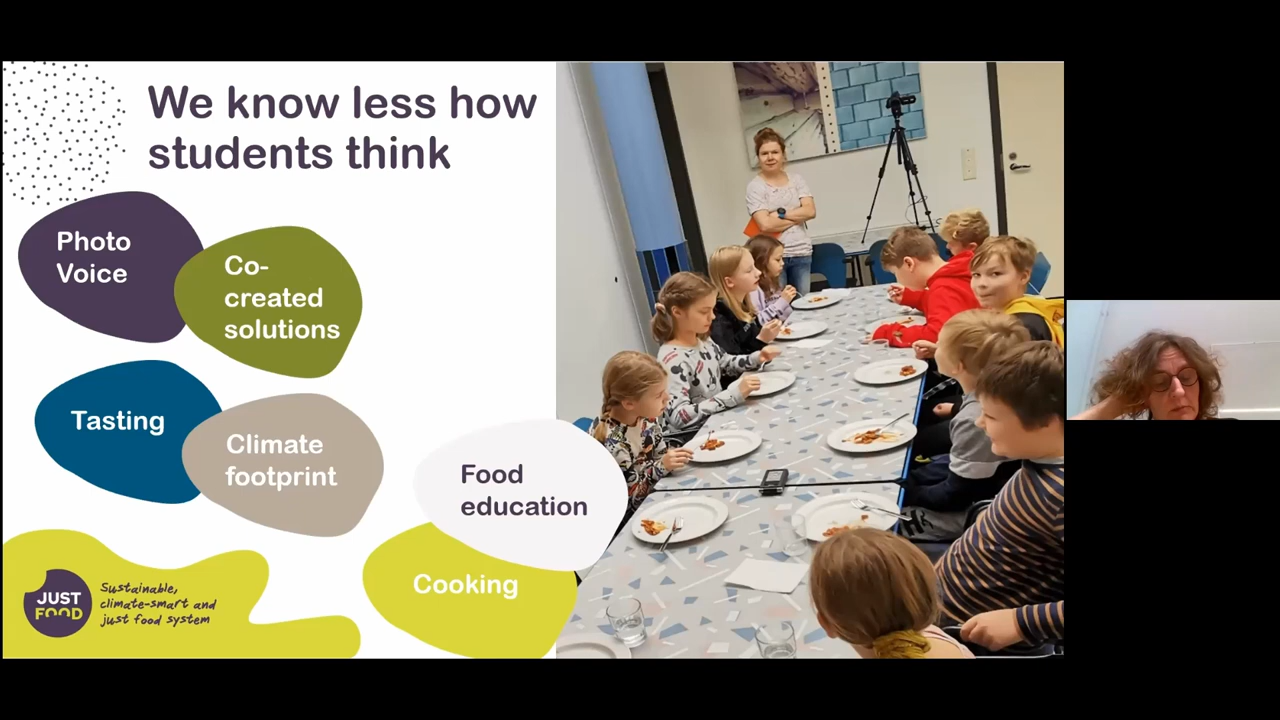 We know less how
students think
Photo
Voice
Co-
created
solutions
Tasting
Climate
footprint
Food
education
Cooking
JUST
FOOD
Sustainable,
climate-smart and
just food system